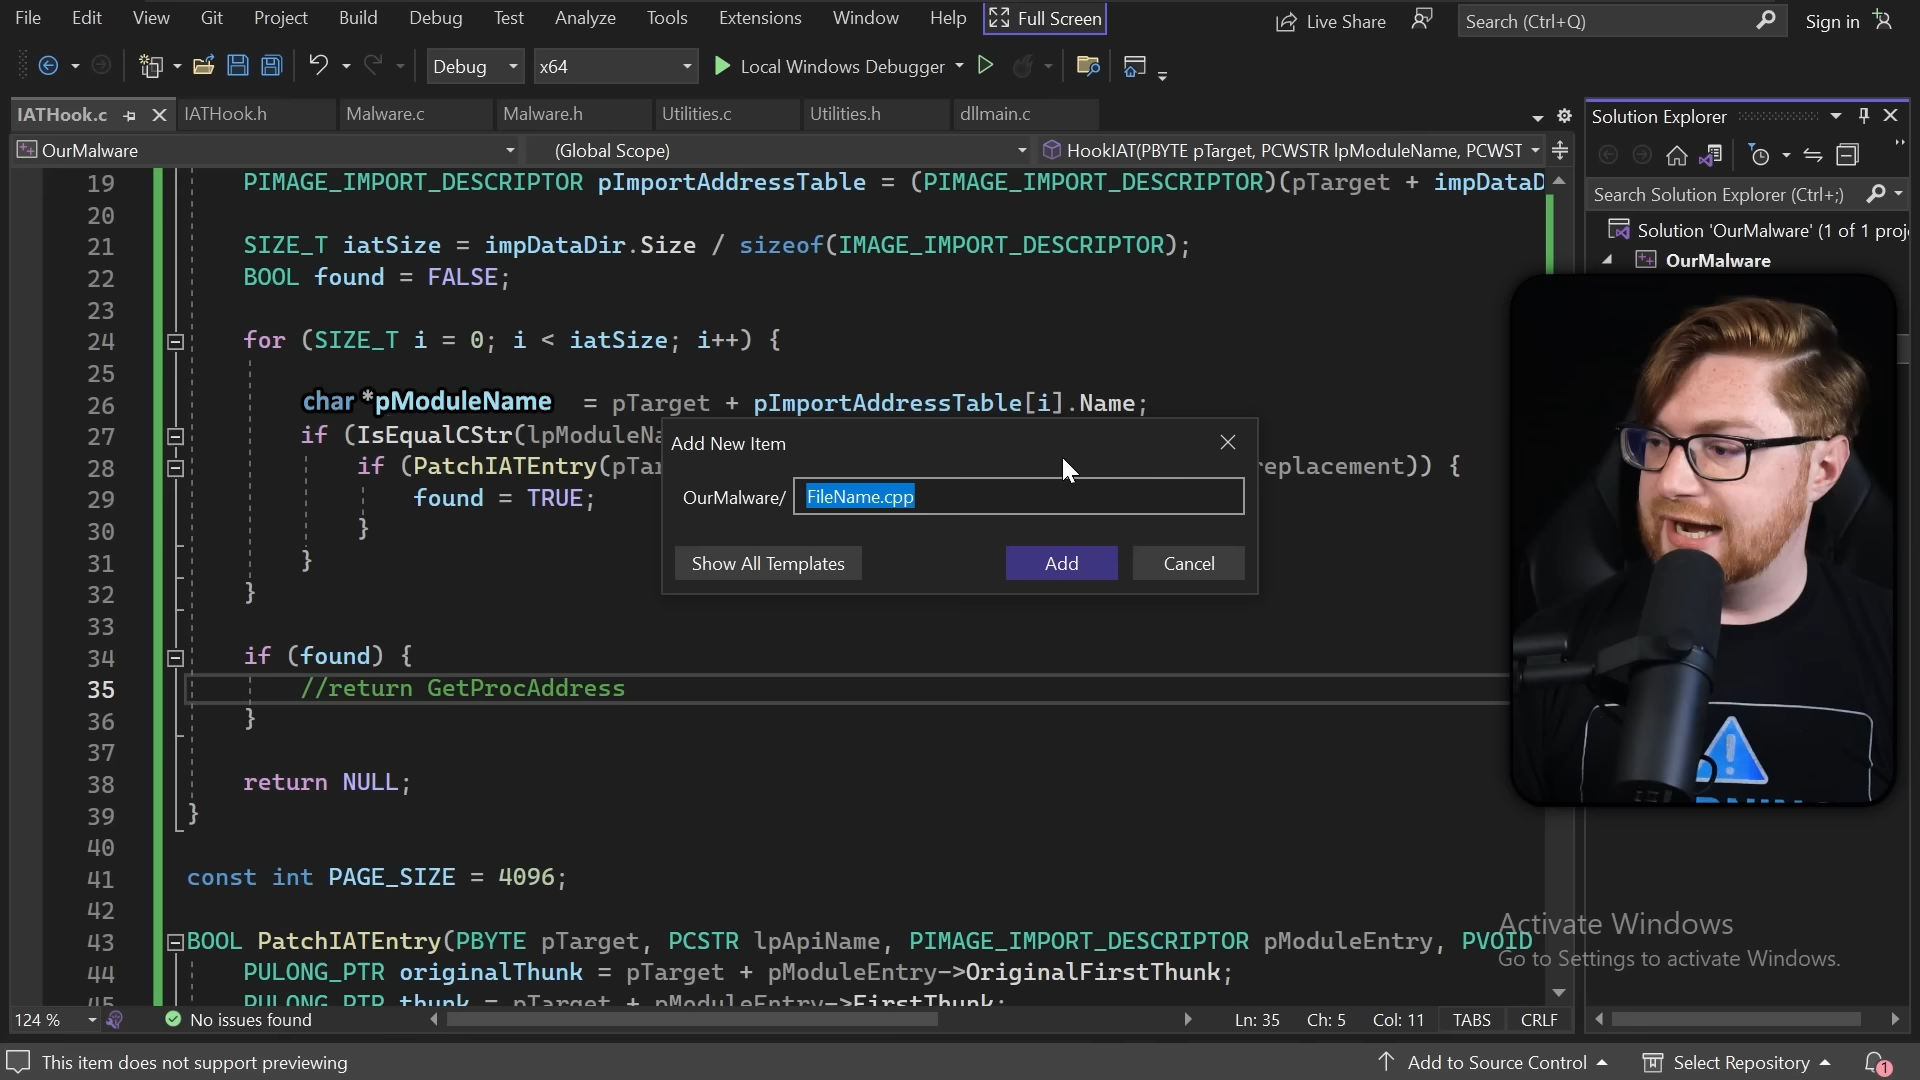 File Edit View Git Project Build Debug Test Analyze Tools Extensions Window Help Full Screen Live Share Search (Ctrl+Q) Sign in
Debug x64 Local Windows Debugger
IATHook.c IATHook.h Malware.c Malware.h Utilities.c Utilities.h dllmain.c
OurMalware (Global Scope) HookIAT(PBYTE pTarget, PCWSTR lpModuleName, PCWST
19 PIMAGE_IMPORT_DESCRIPTOR pImportAddressTable = (PIMAGE_IMPORT_DESCRIPTOR)(pTarget + impDataD
20
21 SIZE_T iatSize = impDataDir.Size / sizeof(IMAGE_IMPORT_DESCRIPTOR);
22 BOOL found = FALSE;
23
24 for (SIZE_T i = 0; i < iatSize; i++) {
25
26 char *pModuleName = pTarget + pImportAddressTable[i].Name;
27 if (IsEqualCStr(lpModuleNa
28 if (PatchIATEntry(pTar replacement)) {
29 found = TRUE;
30 }
31 }
32 }
33
34 if (found) {
35 //return GetProcAddress
36 }
37
38 return NULL;
39 }
40
41 const int PAGE_SIZE = 4096;
42
43 BOOL PatchIATEntry(PBYTE pTarget, PCSTR lpApiName, PIMAGE_IMPORT_DESCRIPTOR pModuleEntry, PVOID
44 PULONG_PTR originalThunk = pTarget + pModuleEntry->OriginalFirstThunk;
45 PULONG_PTR thunk = pTarget + pModuleEntry->FirstThunk;
Add New Item
OurMalware/ FileName.cpp
Show All Templates Add Cancel
Solution Explorer
Search Solution Explorer (Ctrl+;)
Solution 'OurMalware' (1 of 1 proj
OurMalware
Activate Windows
Go to Settings to activate Windows.
124 % No issues found Ln: 35 Ch: 5 Col: 11 TABS CRLF
This item does not support previewing Add to Source Control Select Repository 1